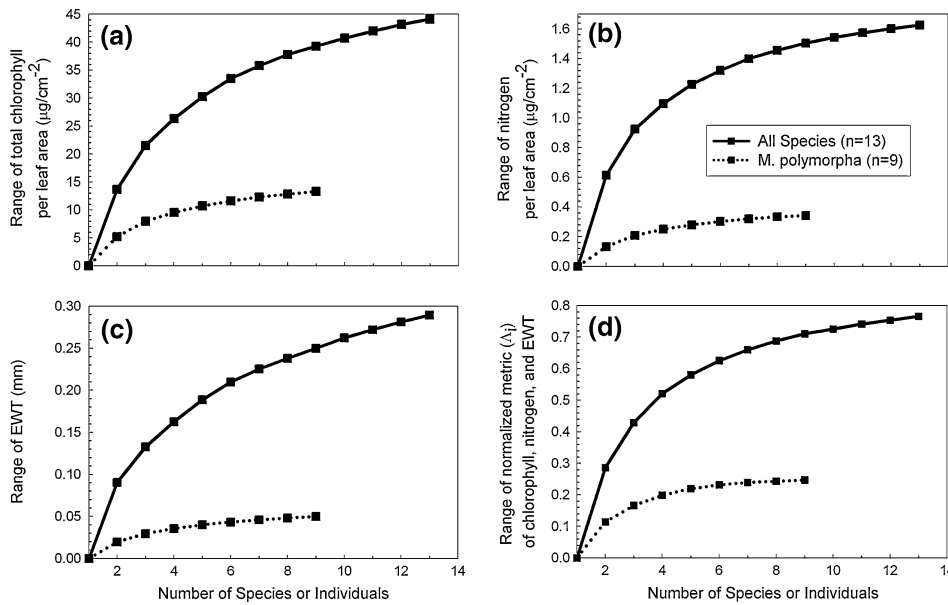 (a)
Range of total chlorophyll
per leaf area (µg/cm⁻²)
45
40
35
30
25
20
15
10
5
0
(b)
Range of nitrogen
per leaf area (µg/cm⁻²)
1.6
1.4
1.2
1.0
0.8
0.6
0.4
0.2
0.0
All Species (n=13)
M. polymorpha (n=9)
(c)
Range of EWT (mm)
0.30
0.25
0.20
0.15
0.10
0.05
0.00
2 4 6 8 10 12 14
Number of Species or Individuals
(d)
Range of normalized metric (Δi)
of chlorophyll, nitrogen, and EWT
0.8
0.7
0.6
0.5
0.4
0.3
0.2
0.1
0.0
2 4 6 8 10 12 14
Number of Species or Individuals